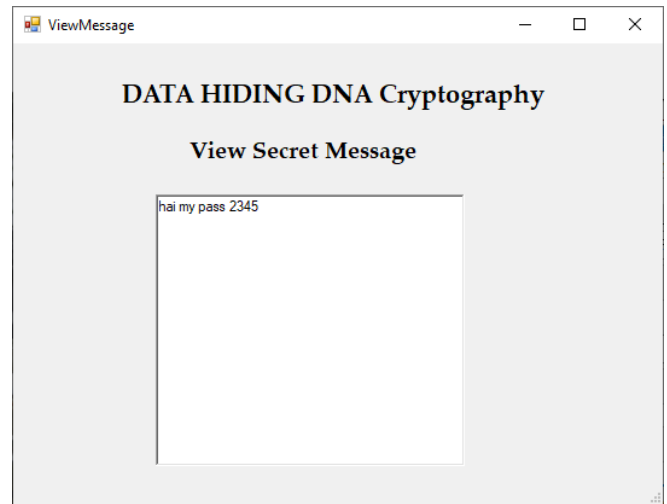 ViewMessage
DATA HIDING DNA Cryptography
View Secret Message
hai my pass 2345